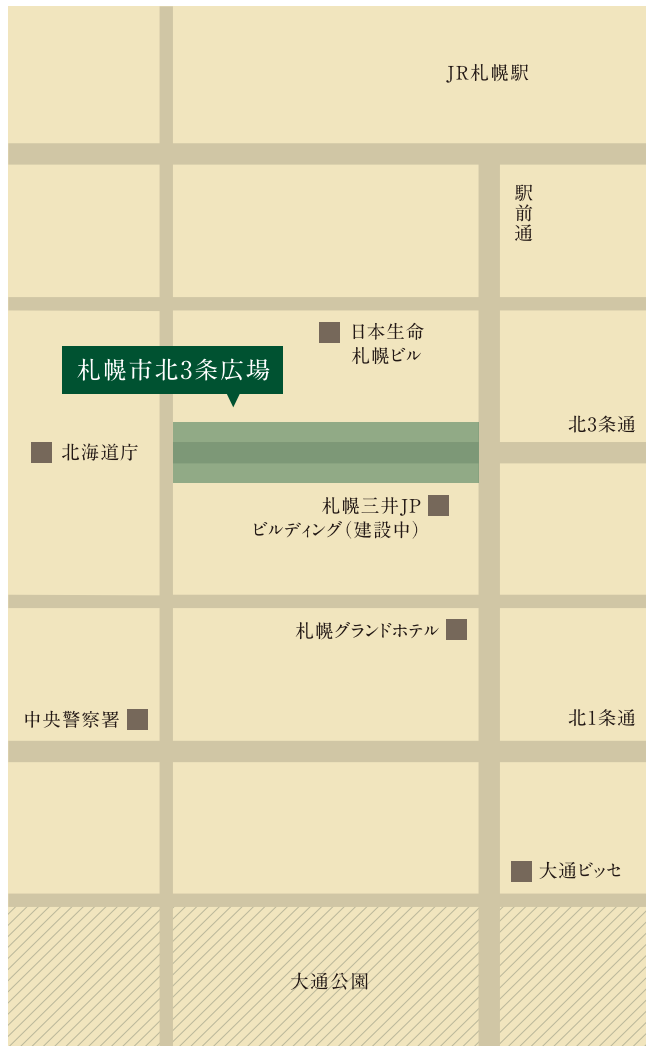 JR札幌駅
駅前通
日本生命
札幌ビル
札幌市北3条広場
北3条通
北海道庁
札幌三井JP
ビルディング（建設中）
札幌グランドホテル
中央警察署
北1条通
大通ビッセ
大通公園